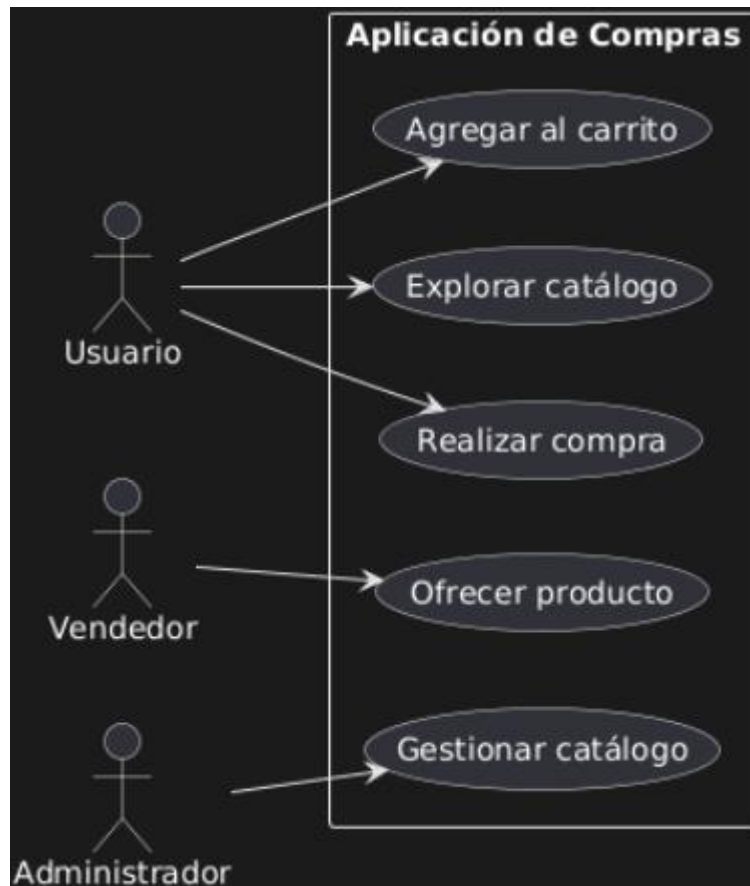 Aplicación de Compras
Agregar al carrito
Explorar catálogo
Usuario
Realizar compra
Ofrecer producto
Vendedor
Gestionar catálogo
Administrador